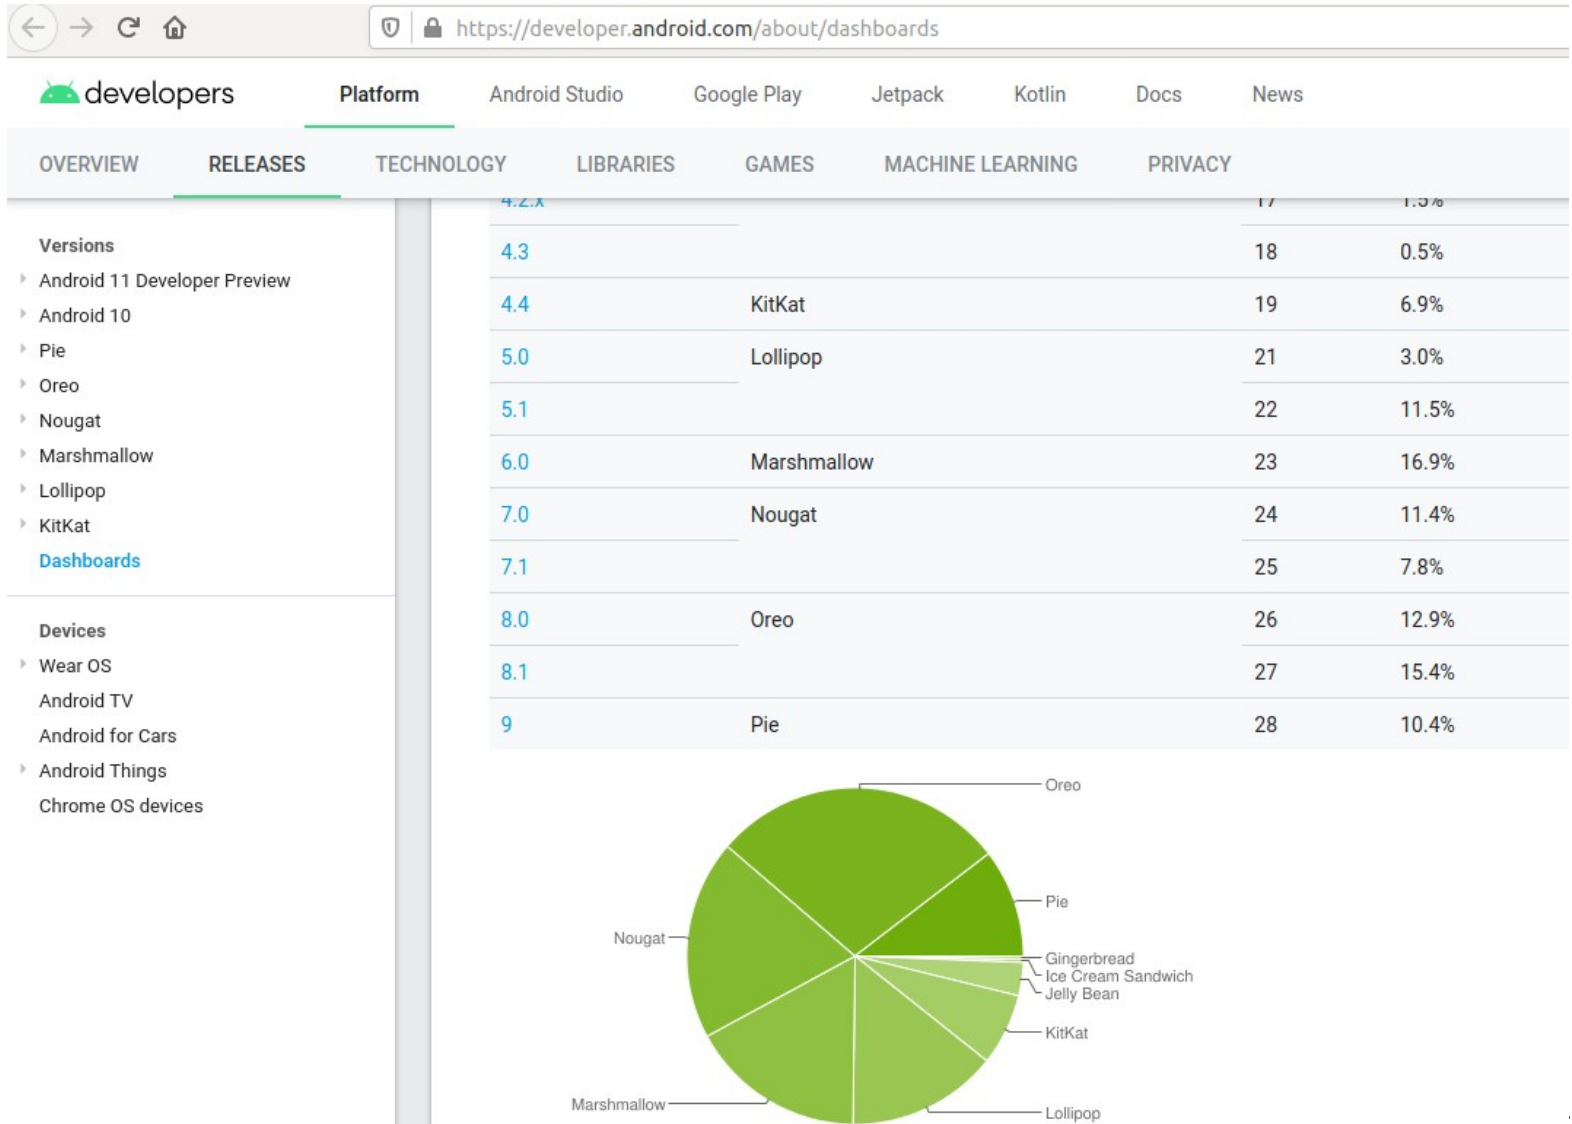 https://developer.android.com/about/dashboards
developers Platform Android Studio Google Play Jetpack Kotlin Docs News
OVERVIEW RELEASES TECHNOLOGY LIBRARIES GAMES MACHINE LEARNING PRIVACY
Versions
Android 11 Developer Preview
Android 10
Pie
Oreo
Nougat
Marshmallow
Lollipop
KitKat
Dashboards
Devices
Wear OS
Android TV
Android for Cars
Android Things
Chrome OS devices
4.2.x 17 1.5%
4.3 18 0.5%
4.4 KitKat 19 6.9%
5.0 Lollipop 21 3.0%
5.1 22 11.5%
6.0 Marshmallow 23 16.9%
7.0 Nougat 24 11.4%
7.1 25 7.8%
8.0 Oreo 26 12.9%
8.1 27 15.4%
9 Pie 28 10.4%
Oreo
Pie
Nougat
Gingerbread
Ice Cream Sandwich
Jelly Bean
KitKat
Marshmallow
Lollipop